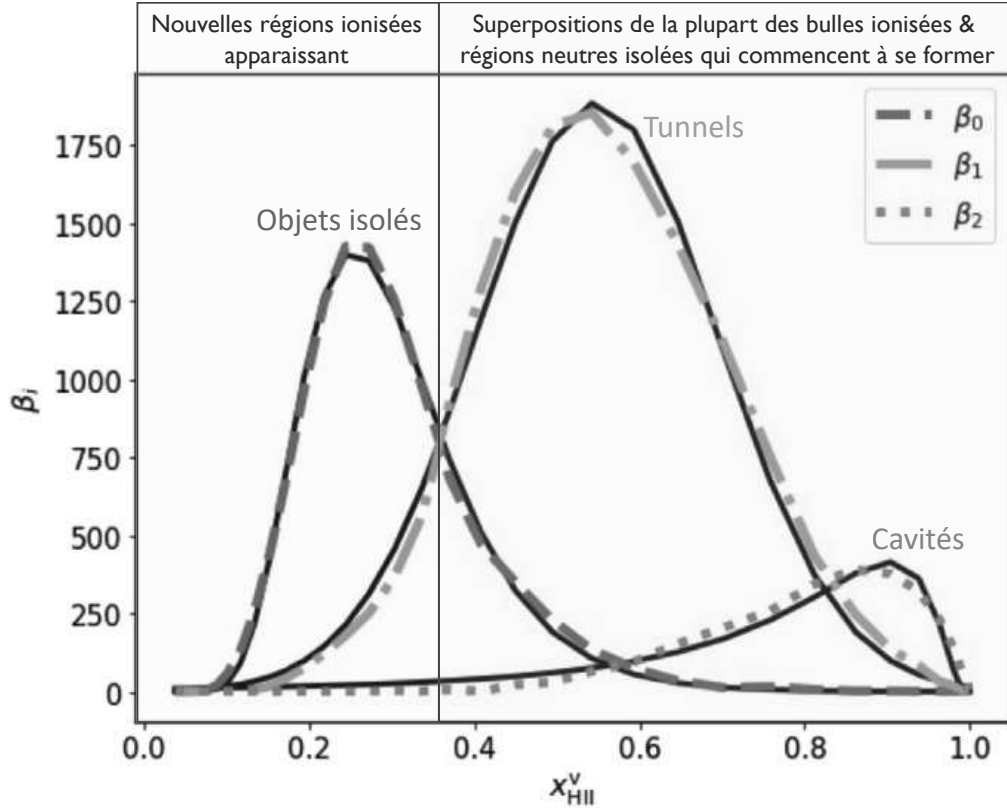 Nouvelles régions ionisées
apparaissant
Superpositions de la plupart des bulles ionisées &
régions neutres isolées qui commencent à se former
β0
β1
β2
Tunnels
Objets isolés
Cavités
1750
1500
1250
1000
750
500
250
0
βi
0.0 0.2 0.4 0.6 0.8 1.0
x^v_HII